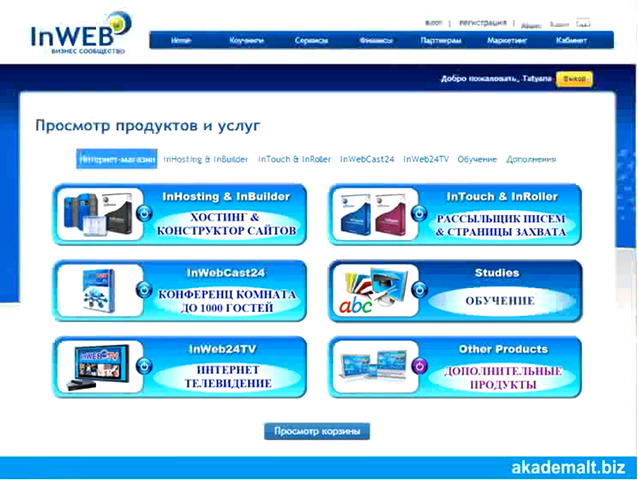 InWEB
БИЗНЕС СООБЩЕСТВО
Блог | Регистрация |
Home Коучинги Сервисы Финансы Партнерам Маркетинг Кабинет
Добро пожаловать, Tatyana Выход
Просмотр продуктов и услуг
Интернет-магазин InHosting & InBuilder InTouch & InRoller InWebCast24 InWeb24TV Обучение Дополнения
InHosting & InBuilder
ХОСТИНГ &
КОНСТРУКТОР САЙТОВ
InTouch & InRoller
РАССЫЛЬЩИК ПИСЕМ
& СТРАНИЦЫ ЗАХВАТА
InWebCast24
КОНФЕРЕНЦ КОМНАТА
ДО 1000 ГОСТЕЙ
abc
Studies
ОБУЧЕНИЕ
INWEB TV
InWeb24TV
ИНТЕРНЕТ
ТЕЛЕВИДЕНИЕ
Other Products
ДОПОЛНИТЕЛЬНЫЕ
ПРОДУКТЫ
Просмотр корзины
akademalt.biz